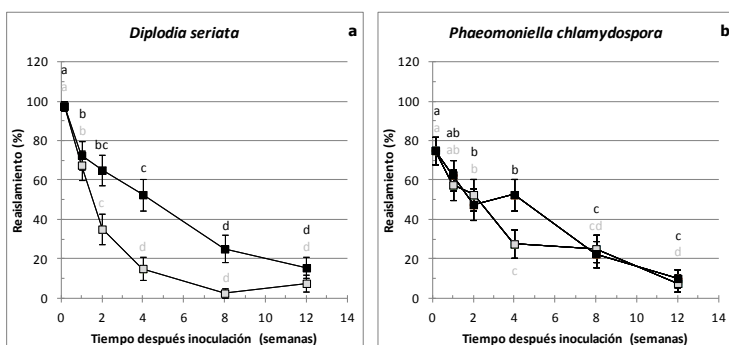 Diplodia seriata a
120
100
80
60
40
20
0
Reaislamiento (%)
a
a
b
b
bc
c
c
d
d
d
d
d
0 2 4 6 8 10 12 14
Tiempo después inoculación (semanas)
Phaeomoniella chlamydospora b
120
100
80
60
40
20
0
Reaislamiento (%)
a
a
ab
ab
b
b
b
c
c
cd
c
d
0 2 4 6 8 10 12 14
Tiempo después inoculación (semanas)